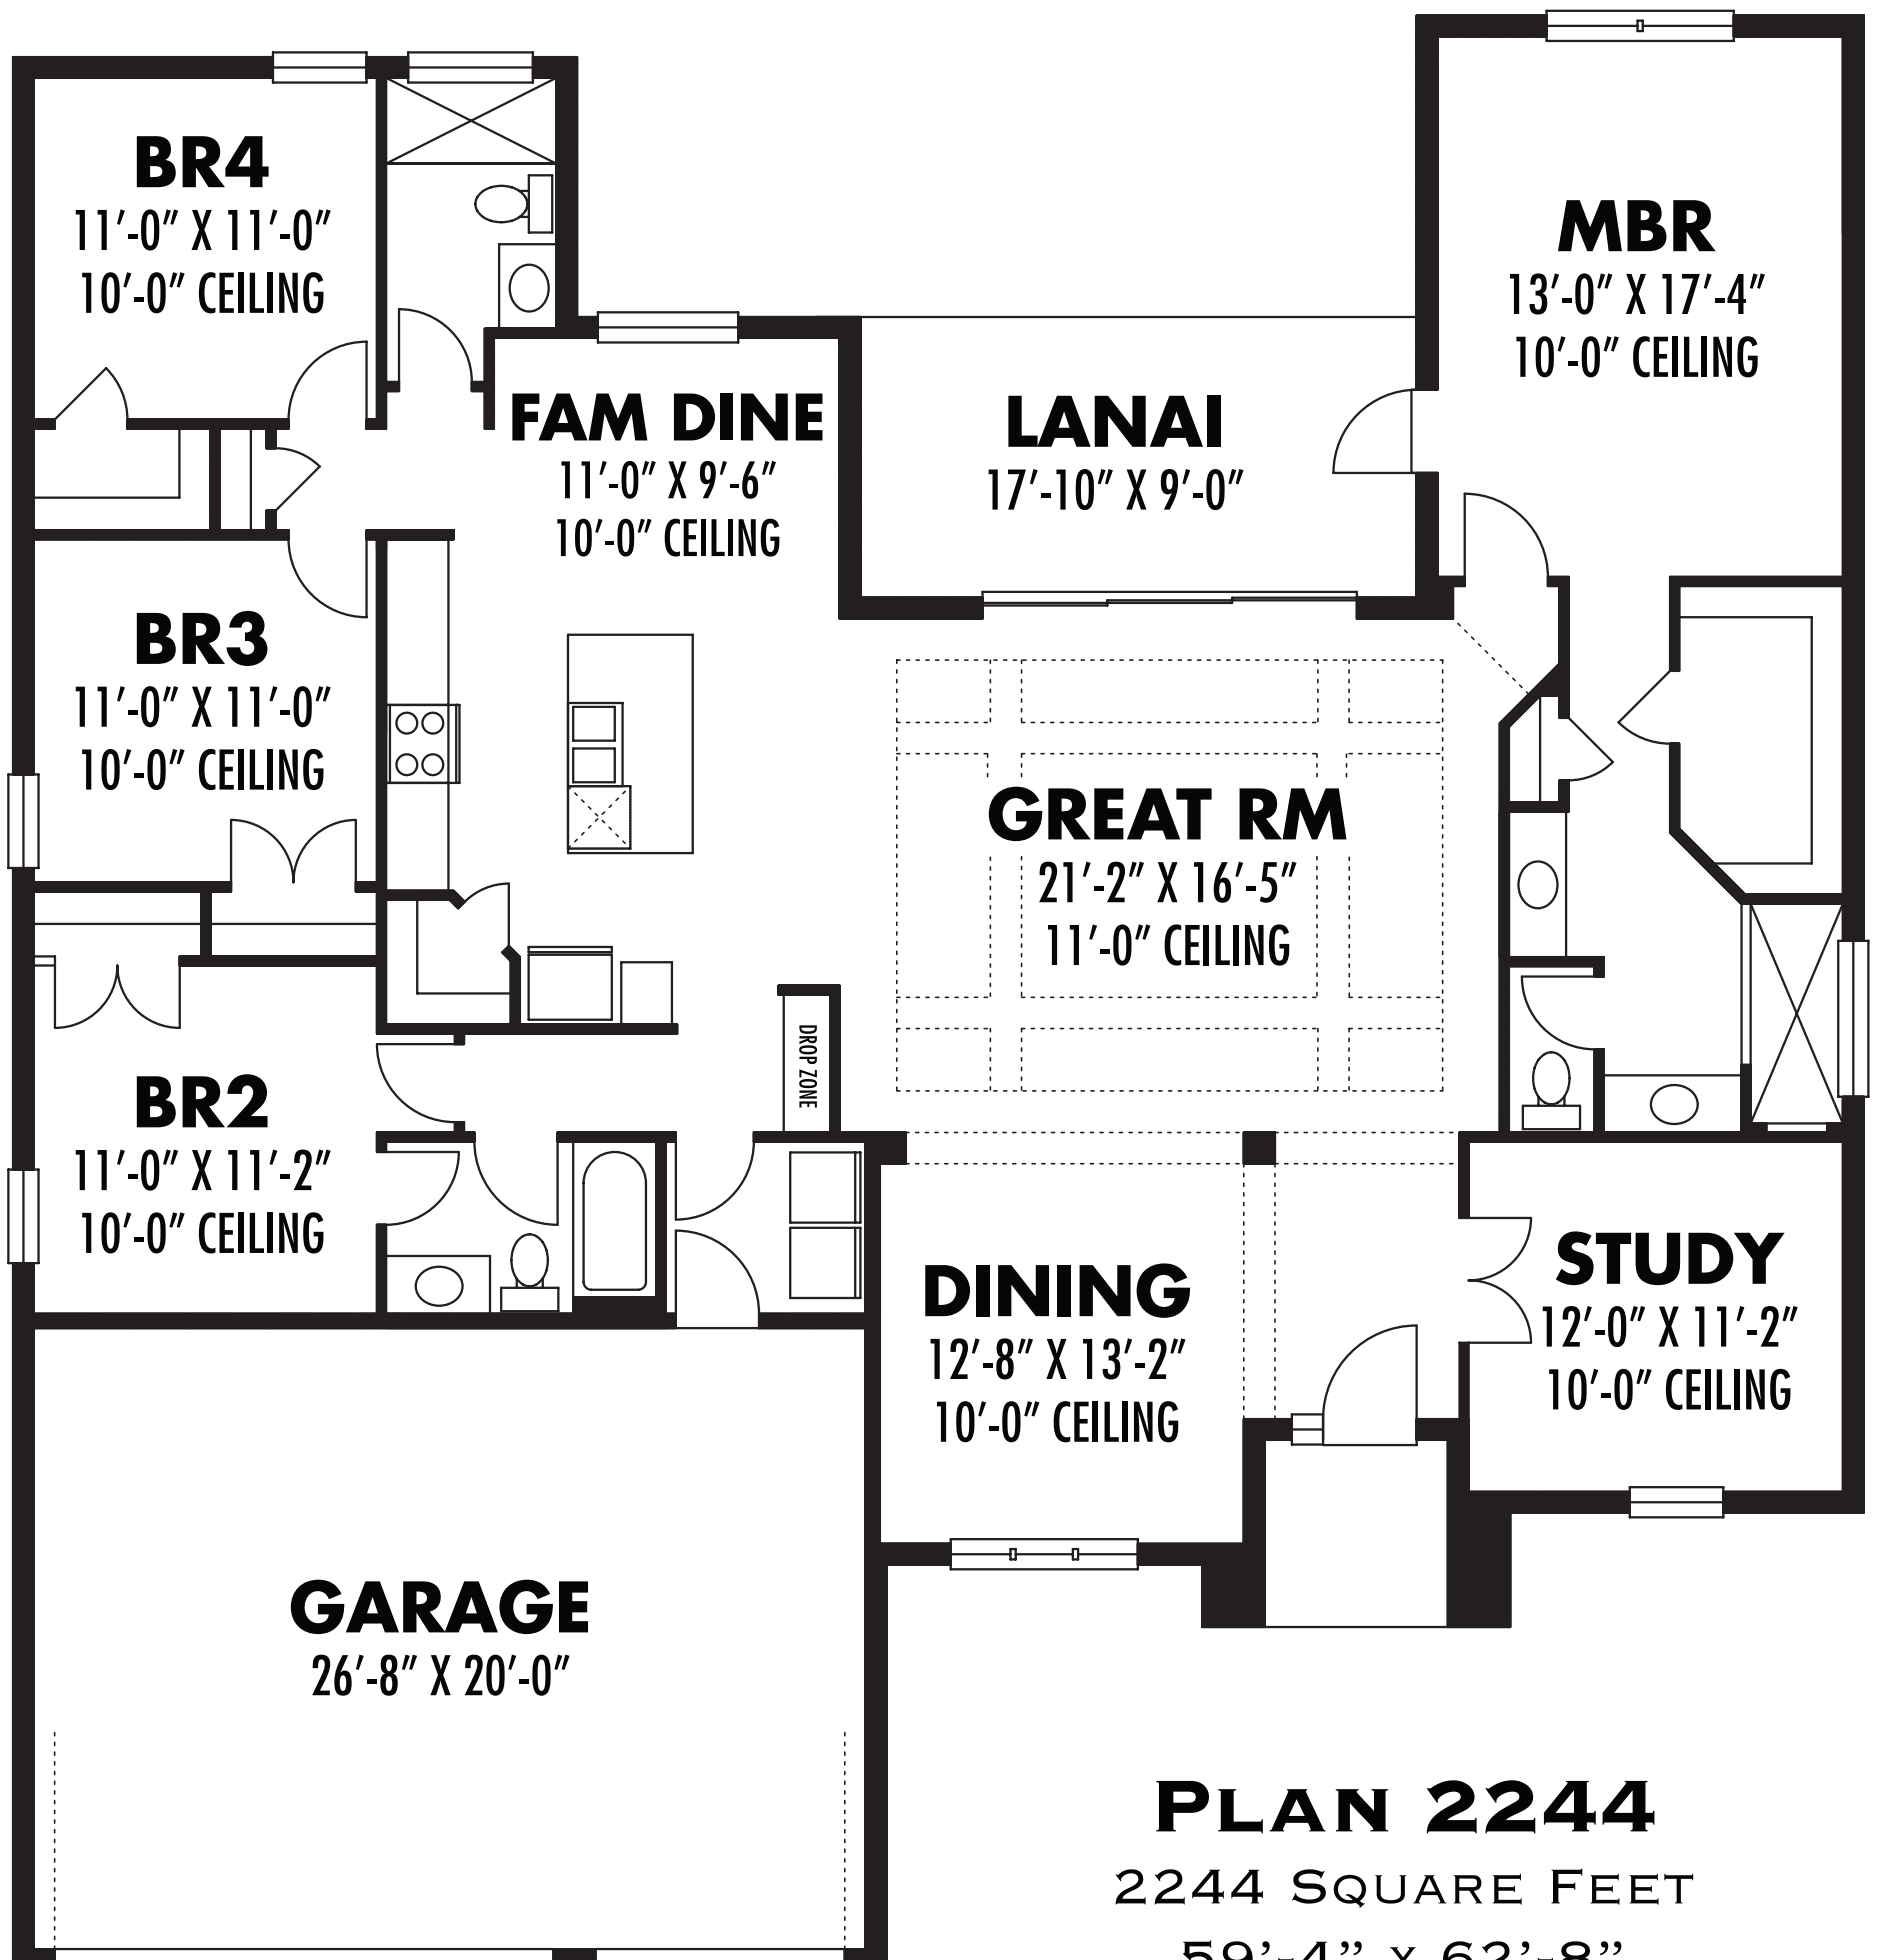 BR4
11'-0" X 11'-0"
10'-0" CEILING
MBR
13'-0" X 17'-4"
10'-0" CEILING
FAM DINE
11'-0" X 9'-6"
10'-0" CEILING
LANAI
17'-10" X 9'-0"
BR3
11'-0" X 11'-0"
10'-0" CEILING
GREAT RM
21'-2" X 16'-5"
11'-0" CEILING
DROP ZONE
BR2
11'-0" X 11'-2"
10'-0" CEILING
DINING
12'-8" X 13'-2"
10'-0" CEILING
STUDY
12'-0" X 11'-2"
10'-0" CEILING
GARAGE
26'-8" X 20'-0"
PLAN 2244
2244 SQUARE FEET
59'-4" X 62'-8"